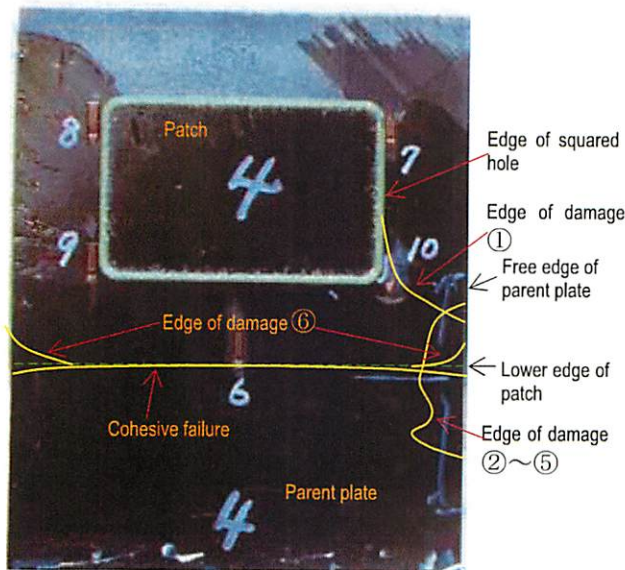 Patch
8
4
7
Edge of squared
hole
9
10
Edge of damage
①
Free edge of
parent plate
Edge of damage ⑥
Lower edge of
patch
6
Cohesive failure
Edge of damage
②~⑤
Parent plate
4